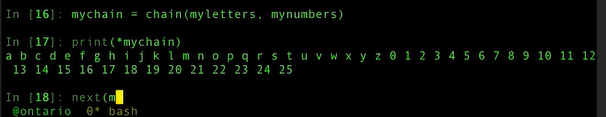 In [16]: mychain = chain(myletters, mynumbers)
In [17]: print(*mychain)
a b c d e f g h i j k l m n o p q r s t u v w x y z 0 1 2 3 4 5 6 7 8 9 10 11 12
13 14 15 16 17 18 19 20 21 22 23 24 25
In [18]: next(m
@ontario 0* bash